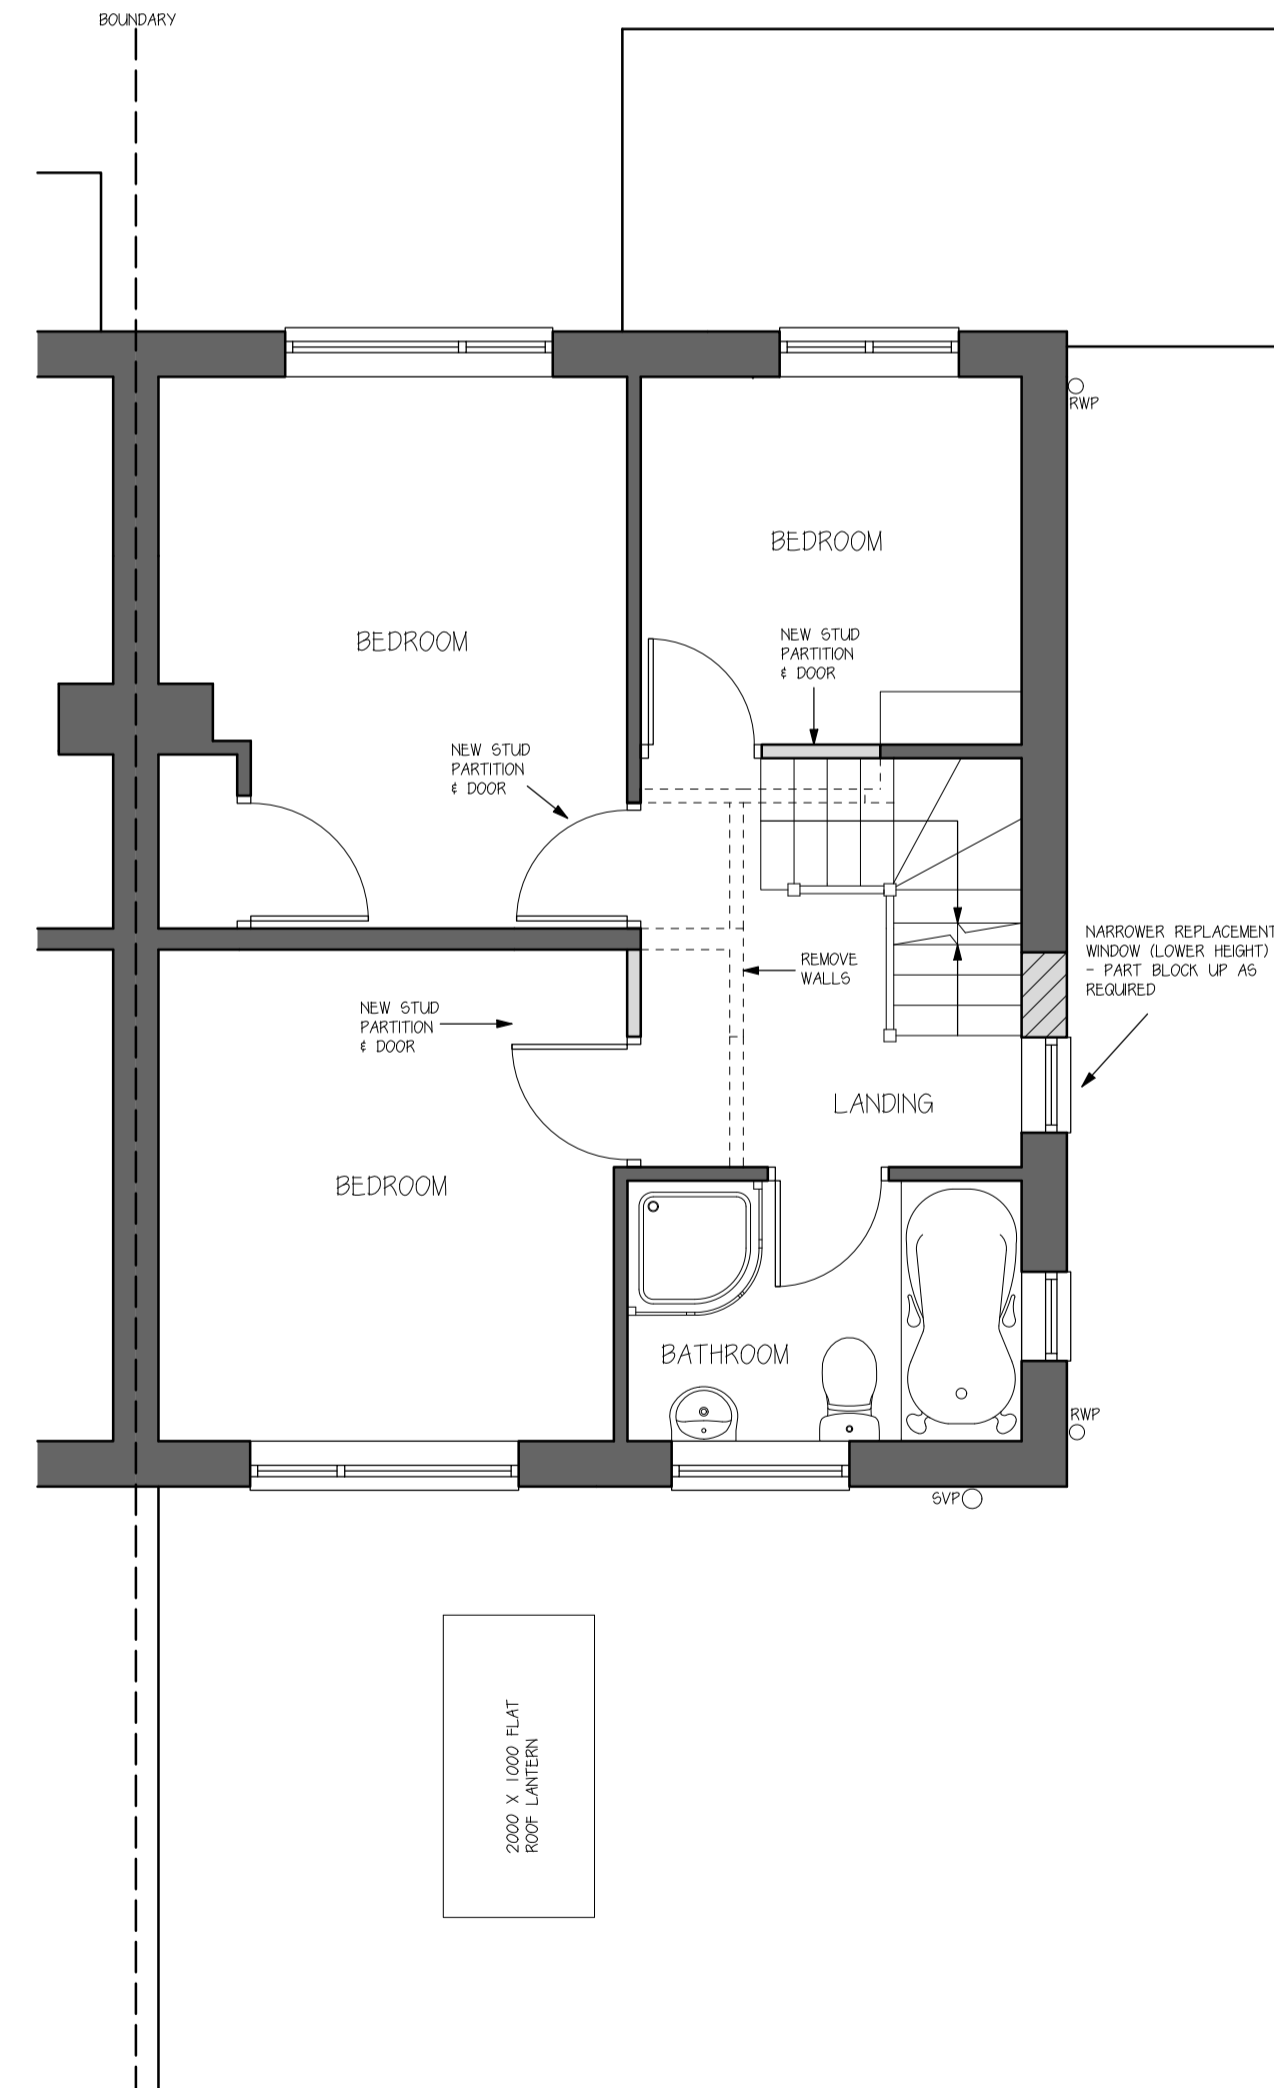 BOUNDARY
RWP
BEDROOM
BEDROOM
NEW STUD
PARTITION
& DOOR
NEW STUD
PARTITION
& DOOR
NARROWER REPLACEMENT
WINDOW (LOWER HEIGHT)
- PART BLOCK UP AS
REQUIRED
REMOVE
WALLS
NEW STUD
PARTITION
& DOOR
LANDING
BEDROOM
BATHROOM
RWP
SVP
2000 X 1000 FLAT
ROOF LANTERN